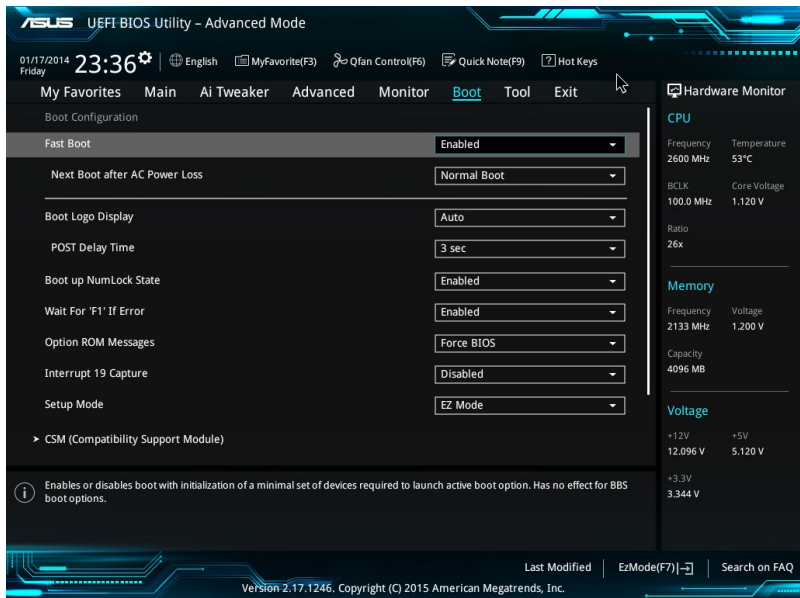 ASUS UEFI BIOS Utility – Advanced Mode
01/17/2014 Friday 23:36 English MyFavorite(F3) Qfan Control(F6) Quick Note(F9) ? Hot Keys
My Favorites Main Ai Tweaker Advanced Monitor Boot Tool Exit
Boot Configuration
Fast Boot Enabled
Next Boot after AC Power Loss Normal Boot
Boot Logo Display Auto
POST Delay Time 3 sec
Boot up NumLock State Enabled
Wait For 'F1' If Error Enabled
Option ROM Messages Force BIOS
Interrupt 19 Capture Disabled
Setup Mode EZ Mode
CSM (Compatibility Support Module)
i Enables or disables boot with initialization of a minimal set of devices required to launch active boot option. Has no effect for BBS
boot options.
Hardware Monitor
CPU
Frequency Temperature
2600 MHz 53°C
BCLK Core Voltage
100.0 MHz 1.120 V
Ratio
26x
Memory
Frequency Voltage
2133 MHz 1.200 V
Capacity
4096 MB
Voltage
+12V +5V
12.096 V 5.120 V
+3.3V
3.344 V
Last Modified EzMode(F7) Search on FAQ
Version 2.17.1246. Copyright (C) 2015 American Megatrends, Inc.